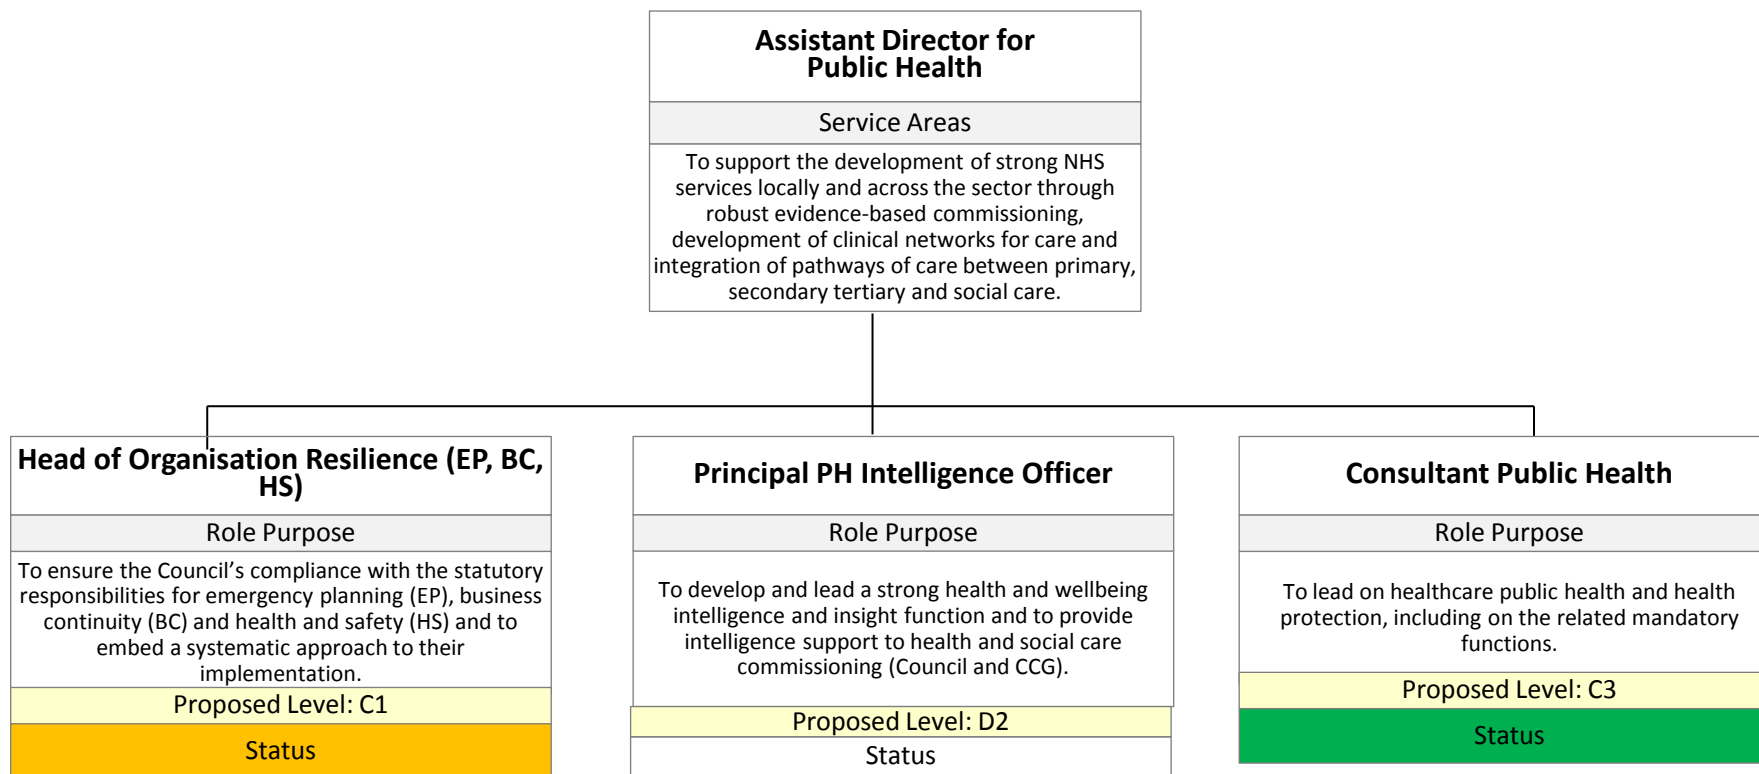 Assistant Director for
Public Health
Service Areas
To support the development of strong NHS
services locally and across the sector through
robust evidence-based commissioning,
development of clinical networks for care and
integration of pathways of care between primary,
secondary tertiary and social care.
Head of Organisation Resilience (EP, BC,
HS)
Role Purpose
To ensure the Council’s compliance with the statutory
responsibilities for emergency planning (EP), business
continuity (BC) and health and safety (HS) and to
embed a systematic approach to their
implementation.
Proposed Level: C1
Status
Principal PH Intelligence Officer
Role Purpose
To develop and lead a strong health and wellbeing
intelligence and insight function and to provide
intelligence support to health and social care
commissioning (Council and CCG).
Proposed Level: D2
Status
Consultant Public Health
Role Purpose
To lead on healthcare public health and health
protection, including on the related mandatory
functions.
Proposed Level: C3
Status